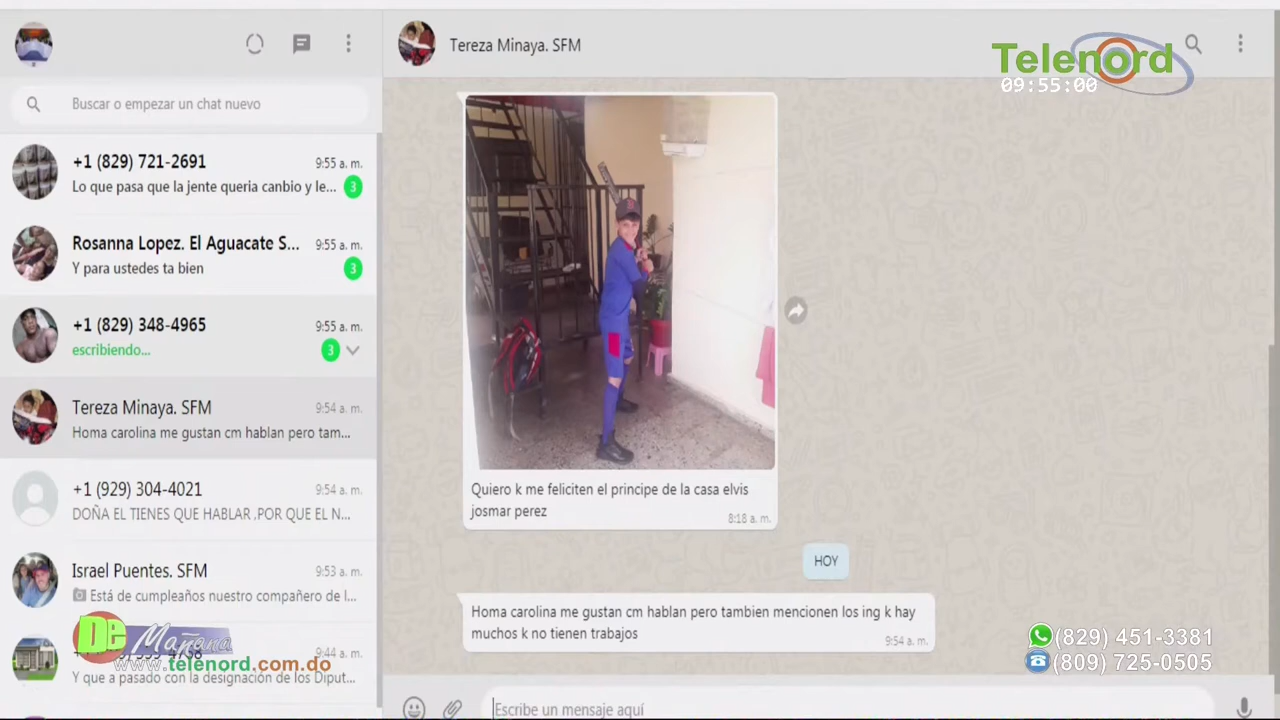 Tereza Minaya. SFM
Telenord
09:55:00
Buscar o empezar un chat nuevo
+1 (829) 721-2691
9:55 a. m.
Lo que pasa que la jente queria canbio y le...
3
Rosanna Lopez. El Aguacate S...
9:55 a. m.
Y para ustedes ta bien
3
+1 (829) 348-4965
9:55 a. m.
escribiendo...
3
Tereza Minaya. SFM
9:54 a. m.
Homa carolina me gustan cm hablan pero tam...
+1 (929) 304-4021
9:54 a. m.
DOÑA EL TIENES QUE HABLAR ,POR QUE EL N...
Israel Puentes. SFM
9:53 a. m.
Está de cumpleaños nuestro compañero de l...
De Mañana
9:44 a. m.
www.telenord.com.do
Y que a pasado con la designación de los Diput...
B
Quiero k me feliciten el principe de la casa elvis
josmar perez
8:18 a. m.
HOY
Homa carolina me gustan cm hablan pero tambien mencionen los ing k hay
muchos k no tienen trabajos
9:54 a. m.
(829) 451-3381
(809) 725-0505
Escribe un mensaje aquí